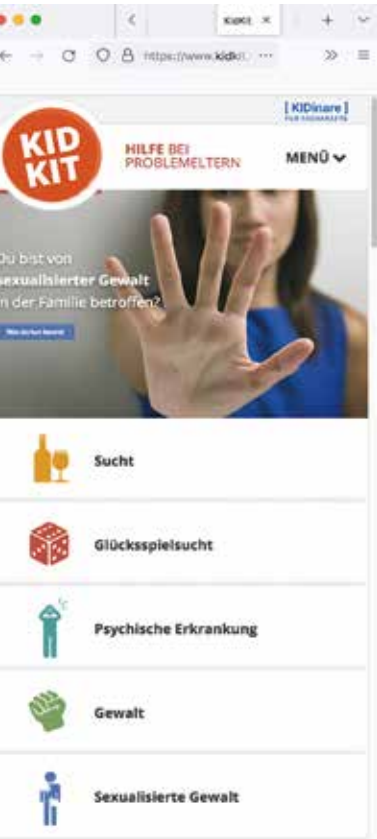 KidKit
https://www.kidkit.
[ KIDinare ]
KID
KIT
HILFE BEI
PROBLEMELTERN
MENÜ
Du bist von
sexualisierter Gewalt
in der Familie betroffen?
Sucht
Glücksspielsucht
Psychische Erkrankung
Gewalt
Sexualisierte Gewalt